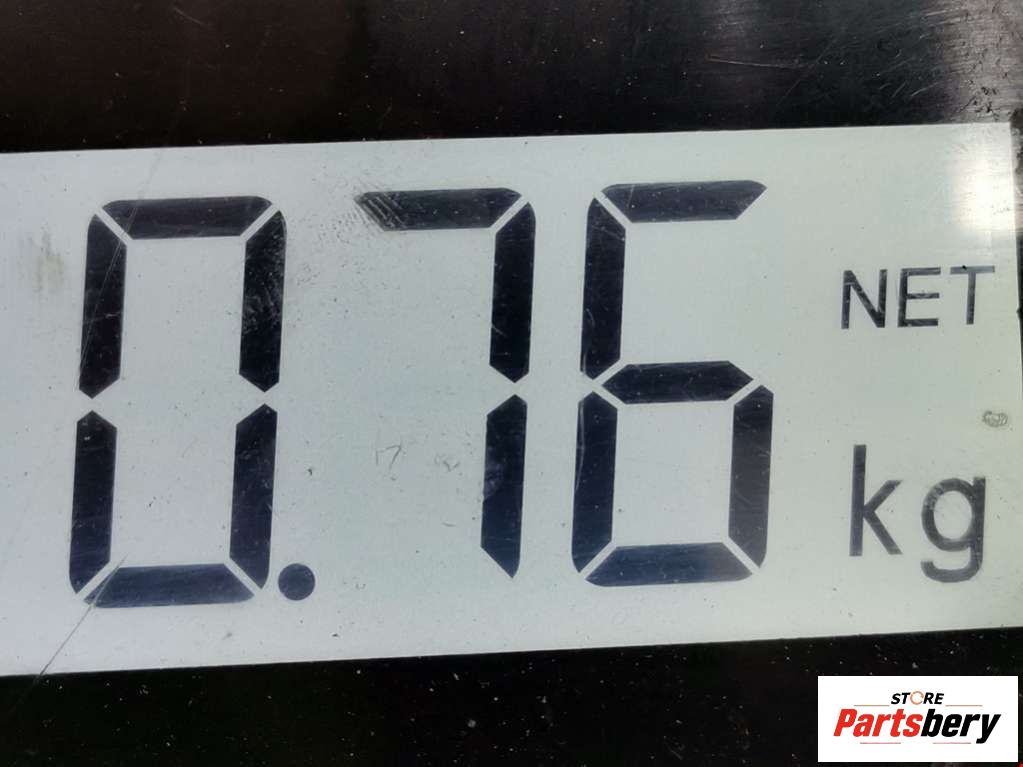 0.76
NET
kg
STORE
Partsbery